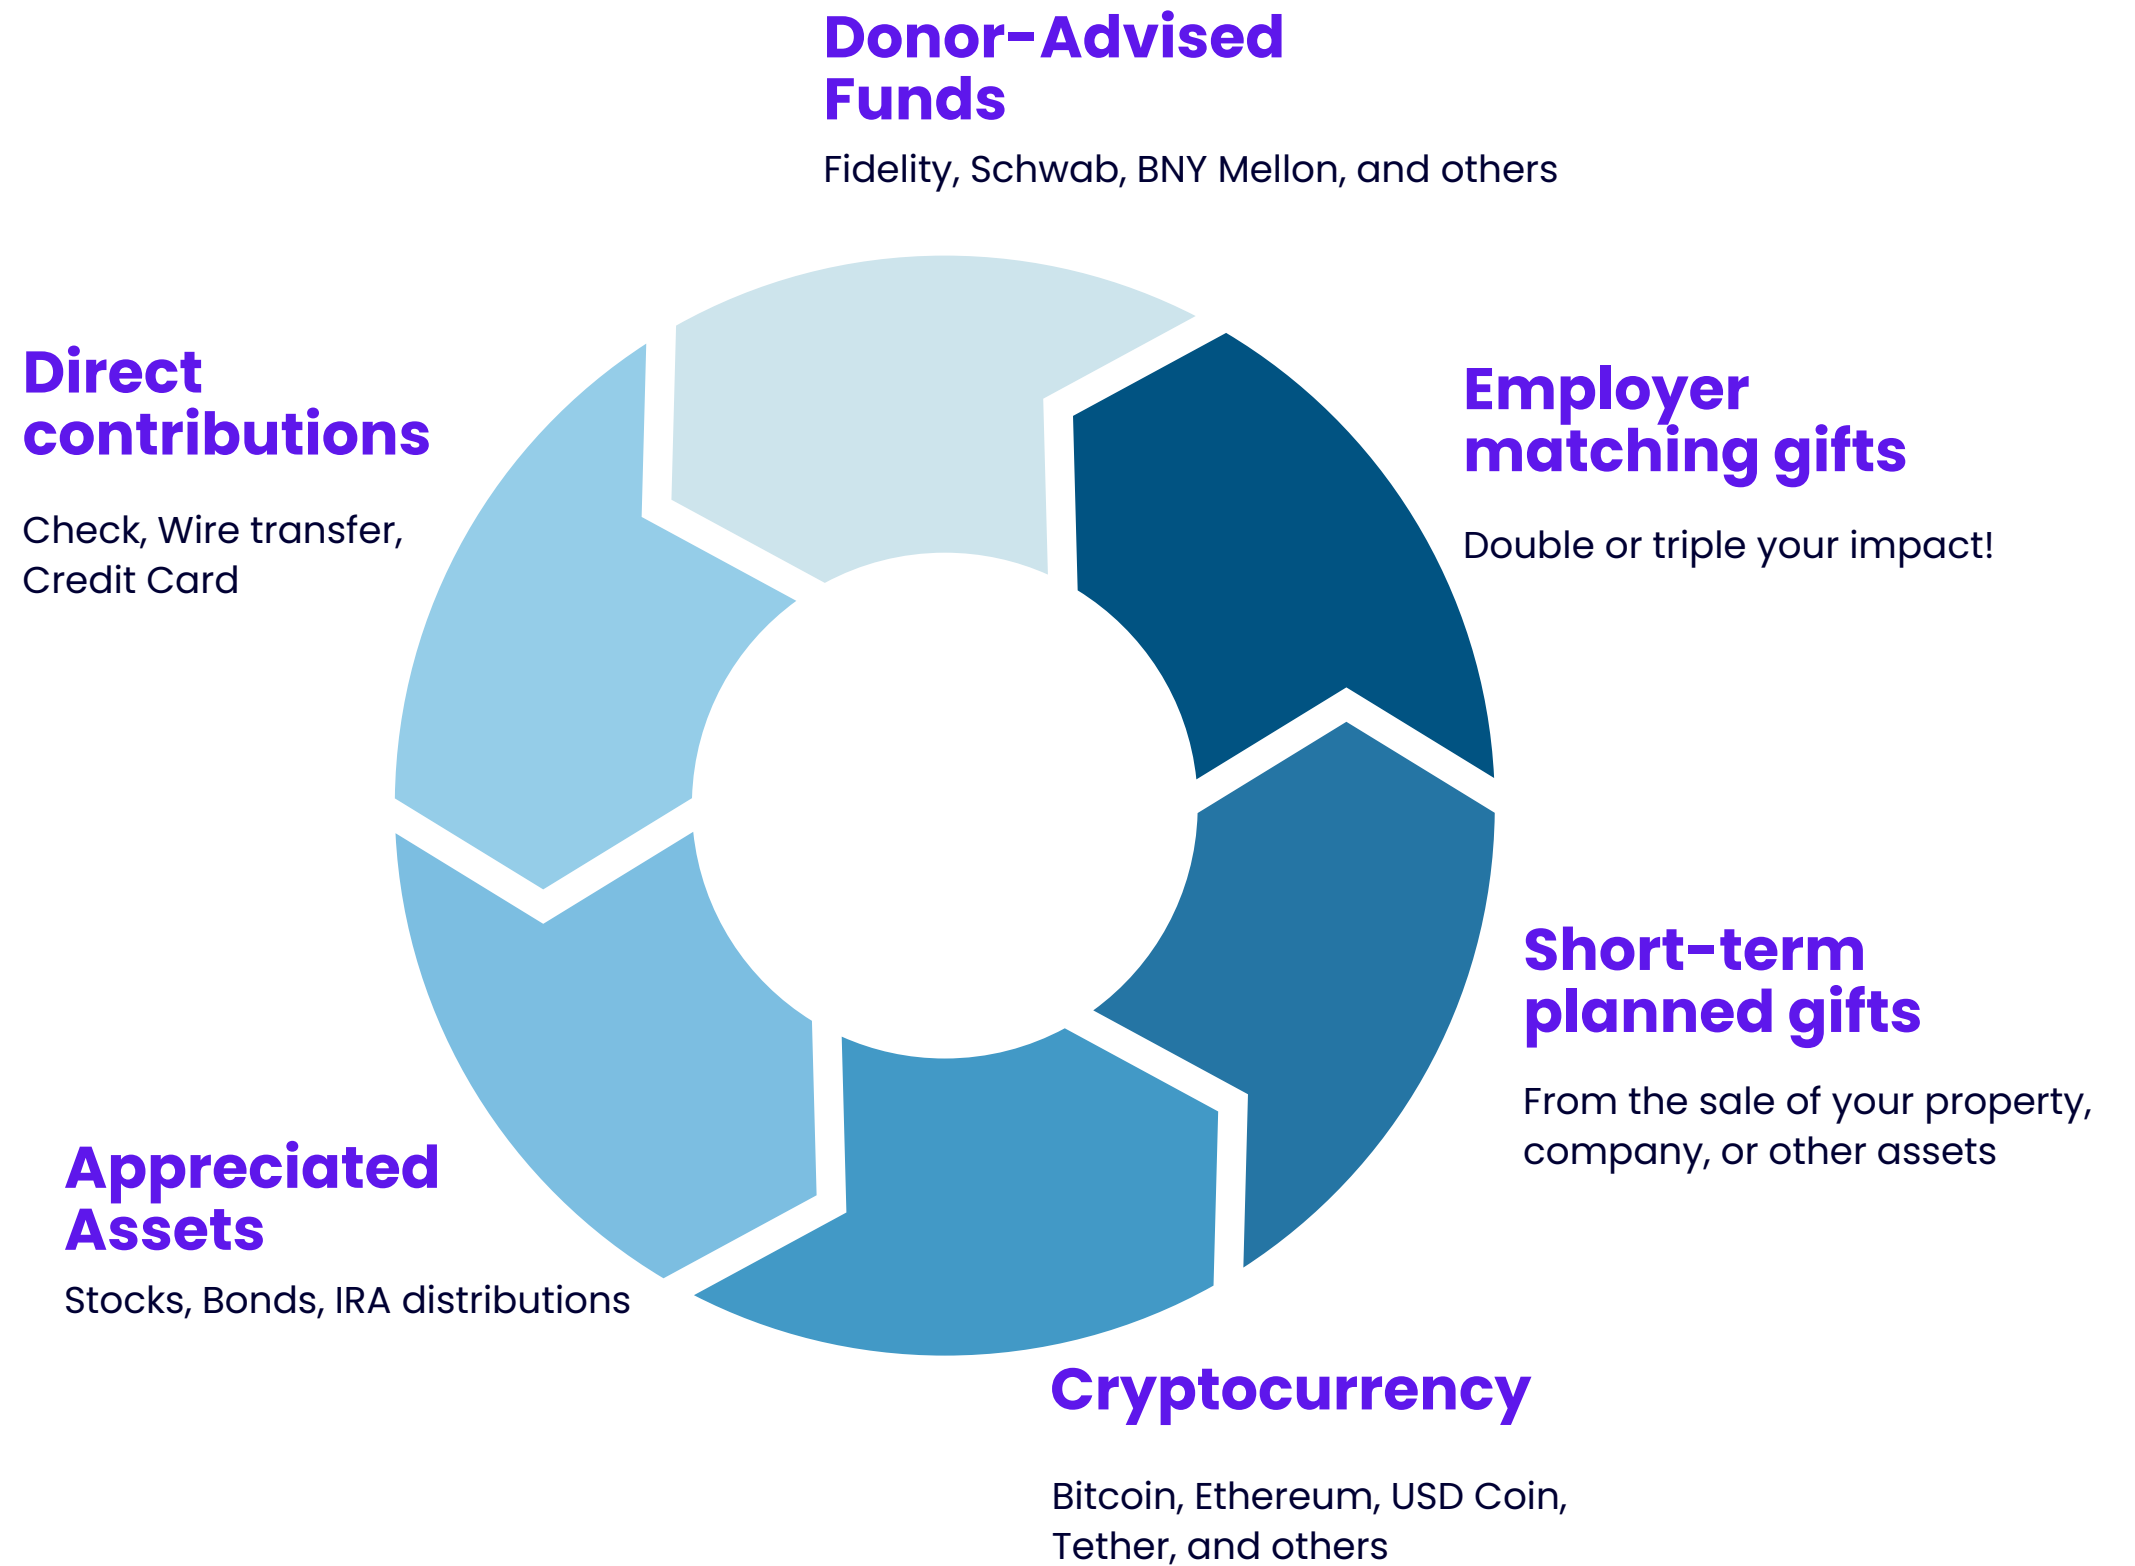 Donor-Advised
Funds
Fidelity, Schwab, BNY Mellon, and others
Direct
contributions
Check, Wire transfer,
Credit Card
Employer
matching gifts
Double or triple your impact!
Short-term
planned gifts
From the sale of your property,
company, or other assets
Appreciated
Assets
Stocks, Bonds, IRA distributions
Cryptocurrency
Bitcoin, Ethereum, USD Coin,
Tether, and others